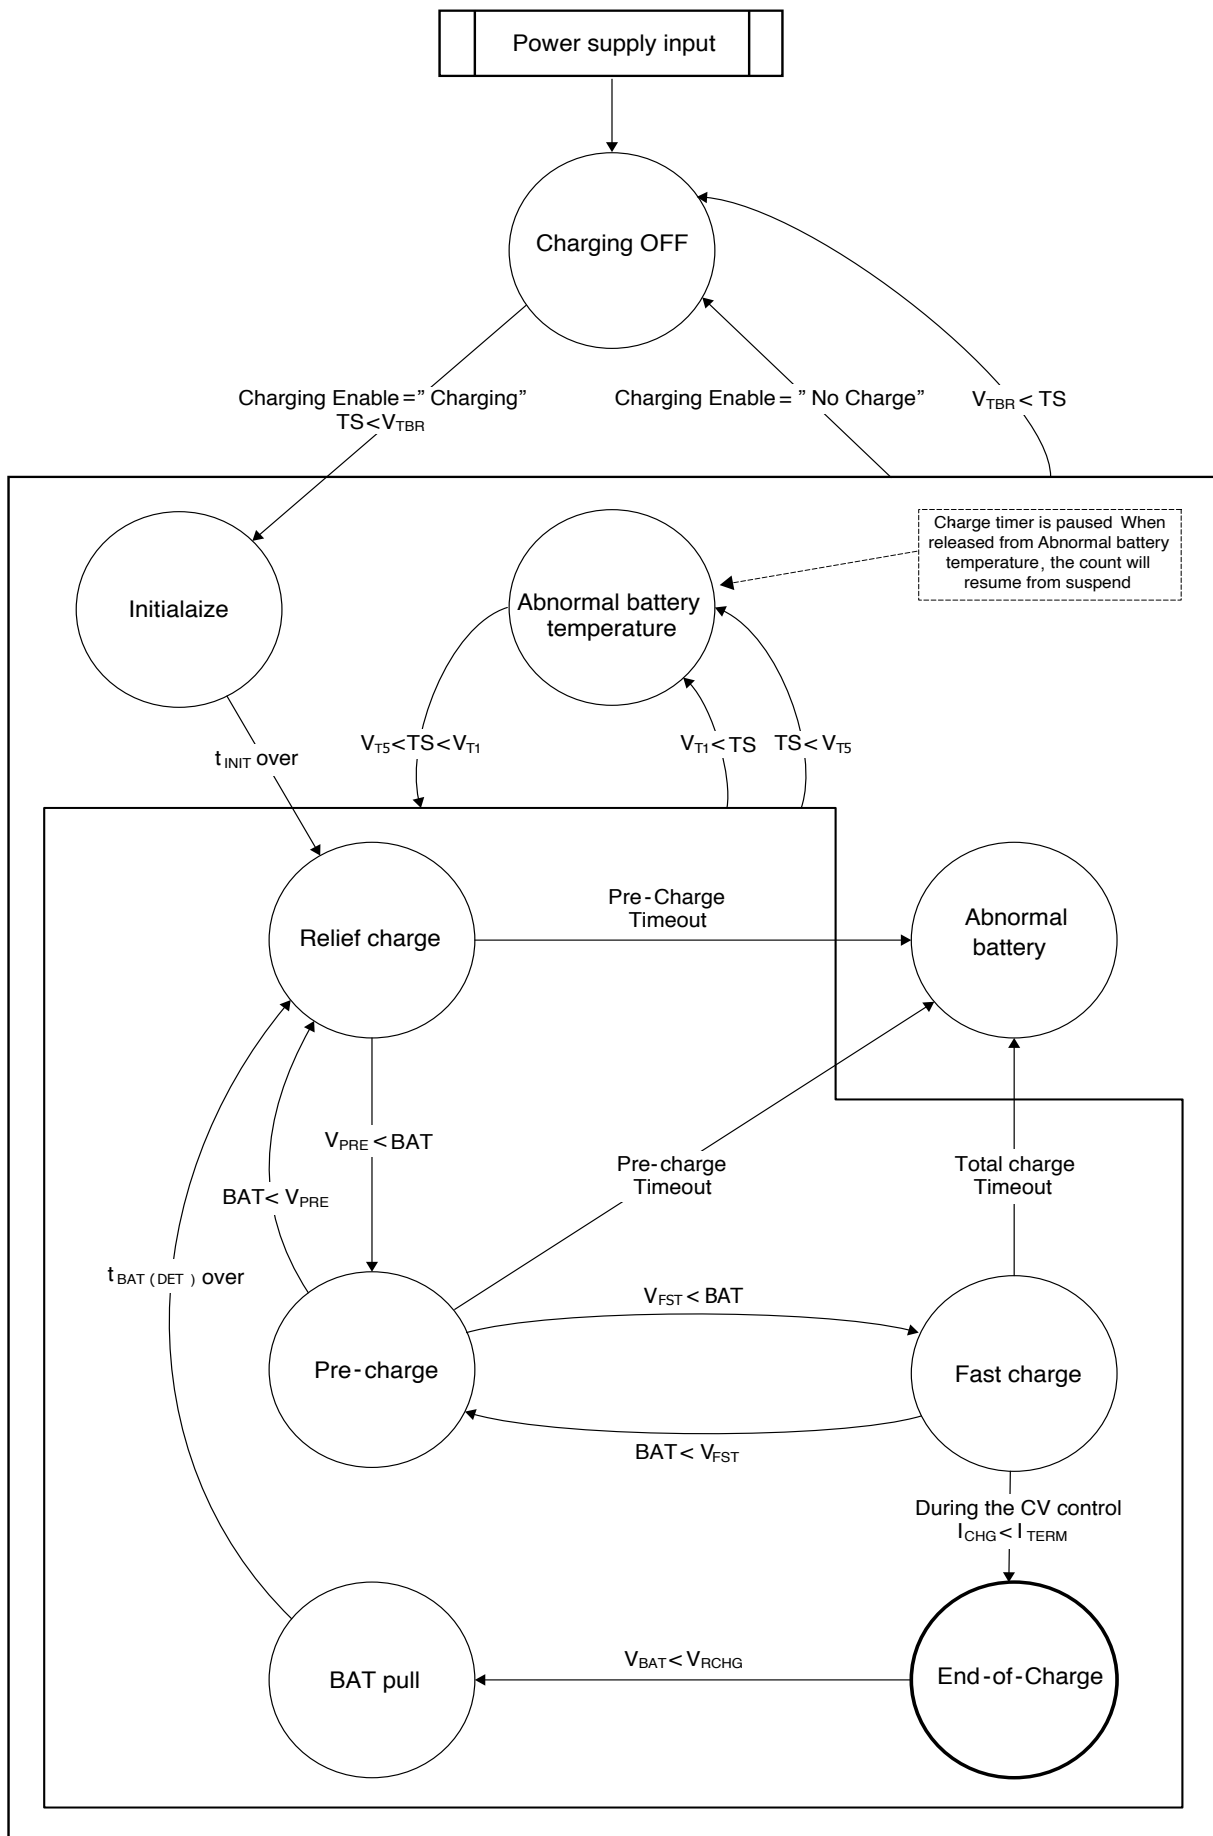 Power supply input
Charging OFF
Charging Enable =” Charging”
TS<VTBR
Charging Enable = ” No Charge”
VTBR < TS
Charge timer is paused When
released from Abnormal battery
temperature, the count will
resume from suspend
Initialaize
Abnormal battery
temperature
tINIT over
VT5<TS<VT1
VT1<TS
TS<VT5
Relief charge
Pre-Charge
Timeout
Abnormal
battery
VPRE < BAT
BAT< VPRE
Pre-charge
Timeout
Total charge
Timeout
tBAT (DET ) over
VFST < BAT
Pre-charge
Fast charge
BAT< VFST
During the CV control
ICHG< ITERM
BAT pull
VBAT< VRCHG
End-of-Charge